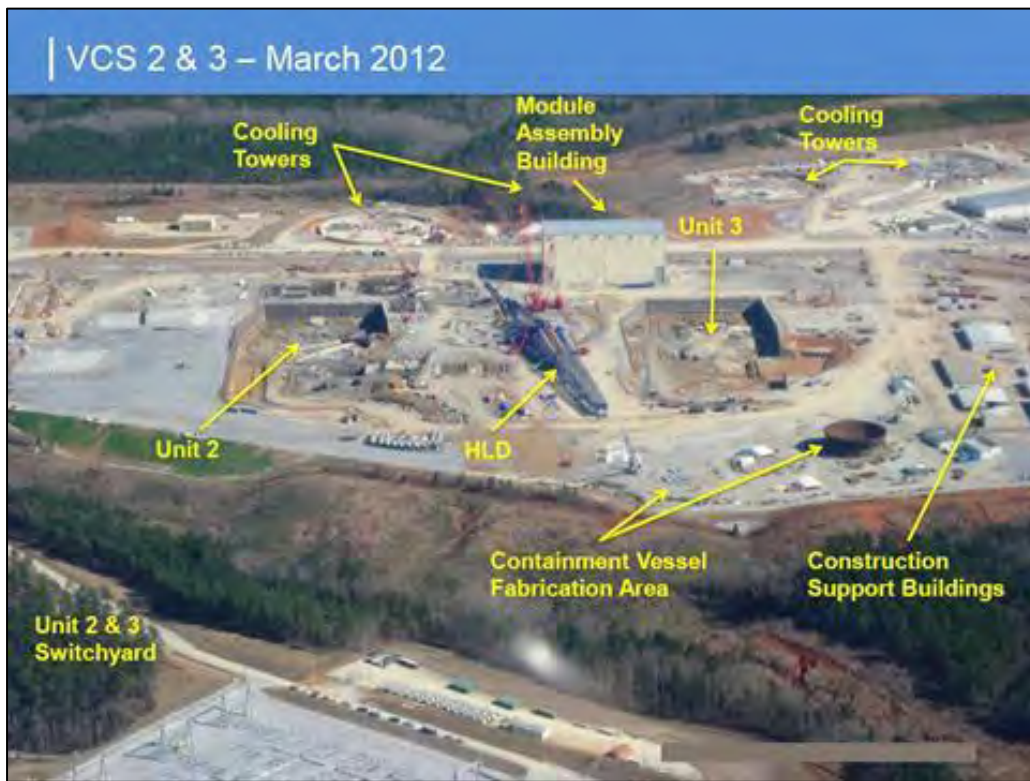 VCS 2 & 3 – March 2012
Cooling
Towers
Module
Assembly
Building
Cooling
Towers
Unit 3
Unit 2
HLD
Containment Vessel
Fabrication Area
Construction
Support Buildings
Unit 2 & 3
Switchyard